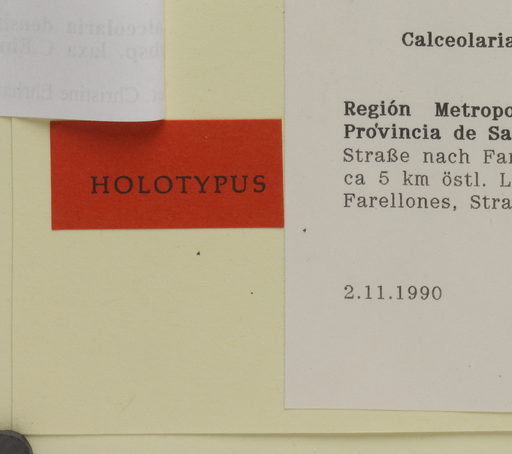 Calceolaria
HOLOTYPUS
Región Metropo
Provincia de Sa
Straße nach Far
ca 5 km östl. L
Farellones, Stra
2.11.1990